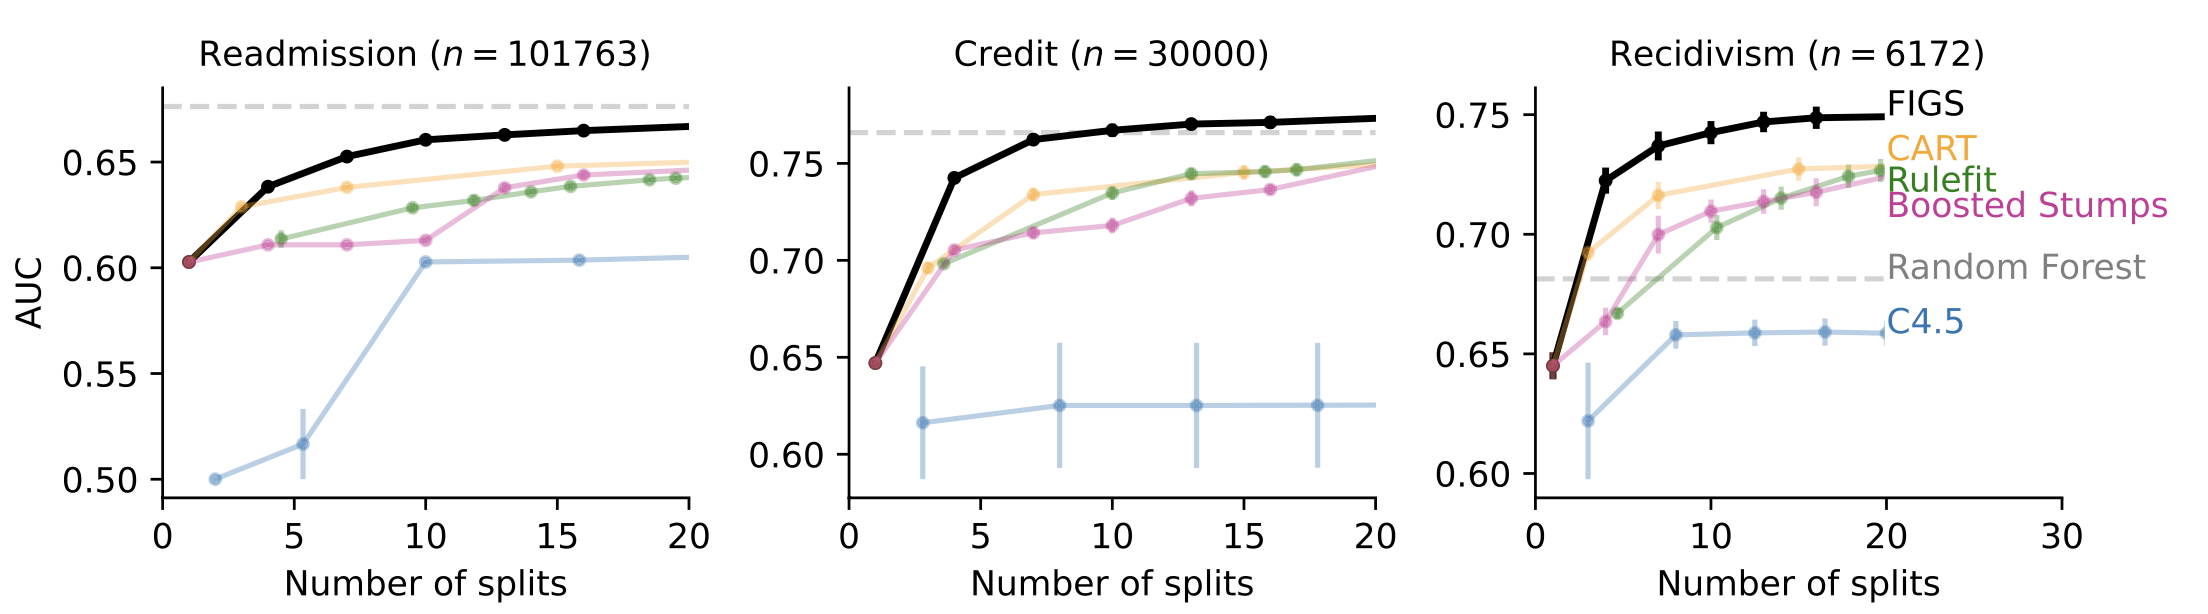 Readmission (n = 101763)
Credit (n = 30000)
Recidivism (n = 6172)
AUC
0.65
0.60
0.55
0.50
0 5 10 15 20
Number of splits
0.75
0.70
0.65
0.60
0 5 10 15 20
Number of splits
0.75
0.70
0.65
0.60
0 10 20 30
Number of splits
FIGS
CART
Rulefit
Boosted Stumps
Random Forest
C4.5